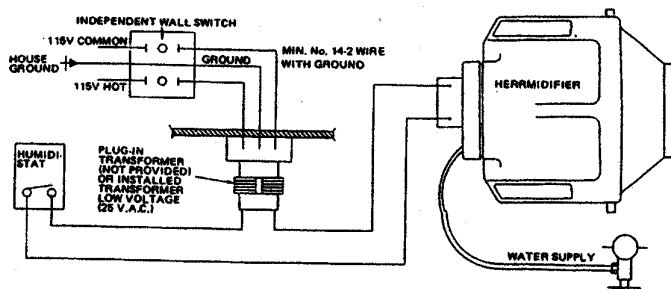 INDEPENDENT WALL SWITCH
115V COMMON
HOUSE
GROUND
115V HOT
GROUND
MIN. No. 14-2 WIRE
WITH GROUND
HERRMIDIFIER
HUMIDI-
STAT
PLUG-IN
TRANSFORMER
(NOT PROVIDED)
OR INSTALLED
TRANSFORMER
LOW VOLTAGE
(25 V.A.C.)
WATER SUPPLY